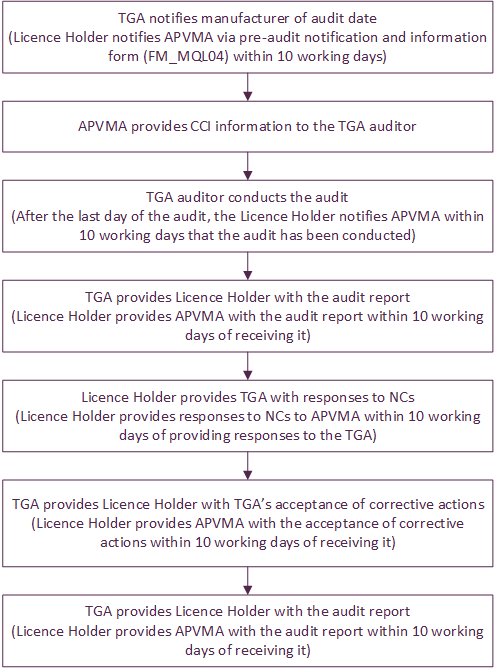 TGA notifies manufacturer of audit date
(Licence Holder notifies APVMA via pre-audit notification and information
form (FM_MQL04) within 10 working days)
APVMA provides CCI information to the TGA auditor
TGA auditor conducts the audit
(After the last day of the audit, the Licence Holder notifies APVMA within
10 working days that the audit has been conducted)
TGA provides Licence Holder with the audit report
(Licence Holder provides APVMA with the audit report within 10 working
days of receiving it)
Licence Holder provides TGA with responses to NCs
(Licence Holder provides responses to NCs to APVMA within 10 working
days of providing responses to the TGA)
TGA provides Licence Holder with TGA’s acceptance of corrective actions
(Licence Holder provides APVMA with the acceptance of corrective
actions within 10 working days of receiving it)
TGA provides Licence Holder with the audit report
(Licence Holder provides APVMA with the audit report within 10 working
days of receiving it)